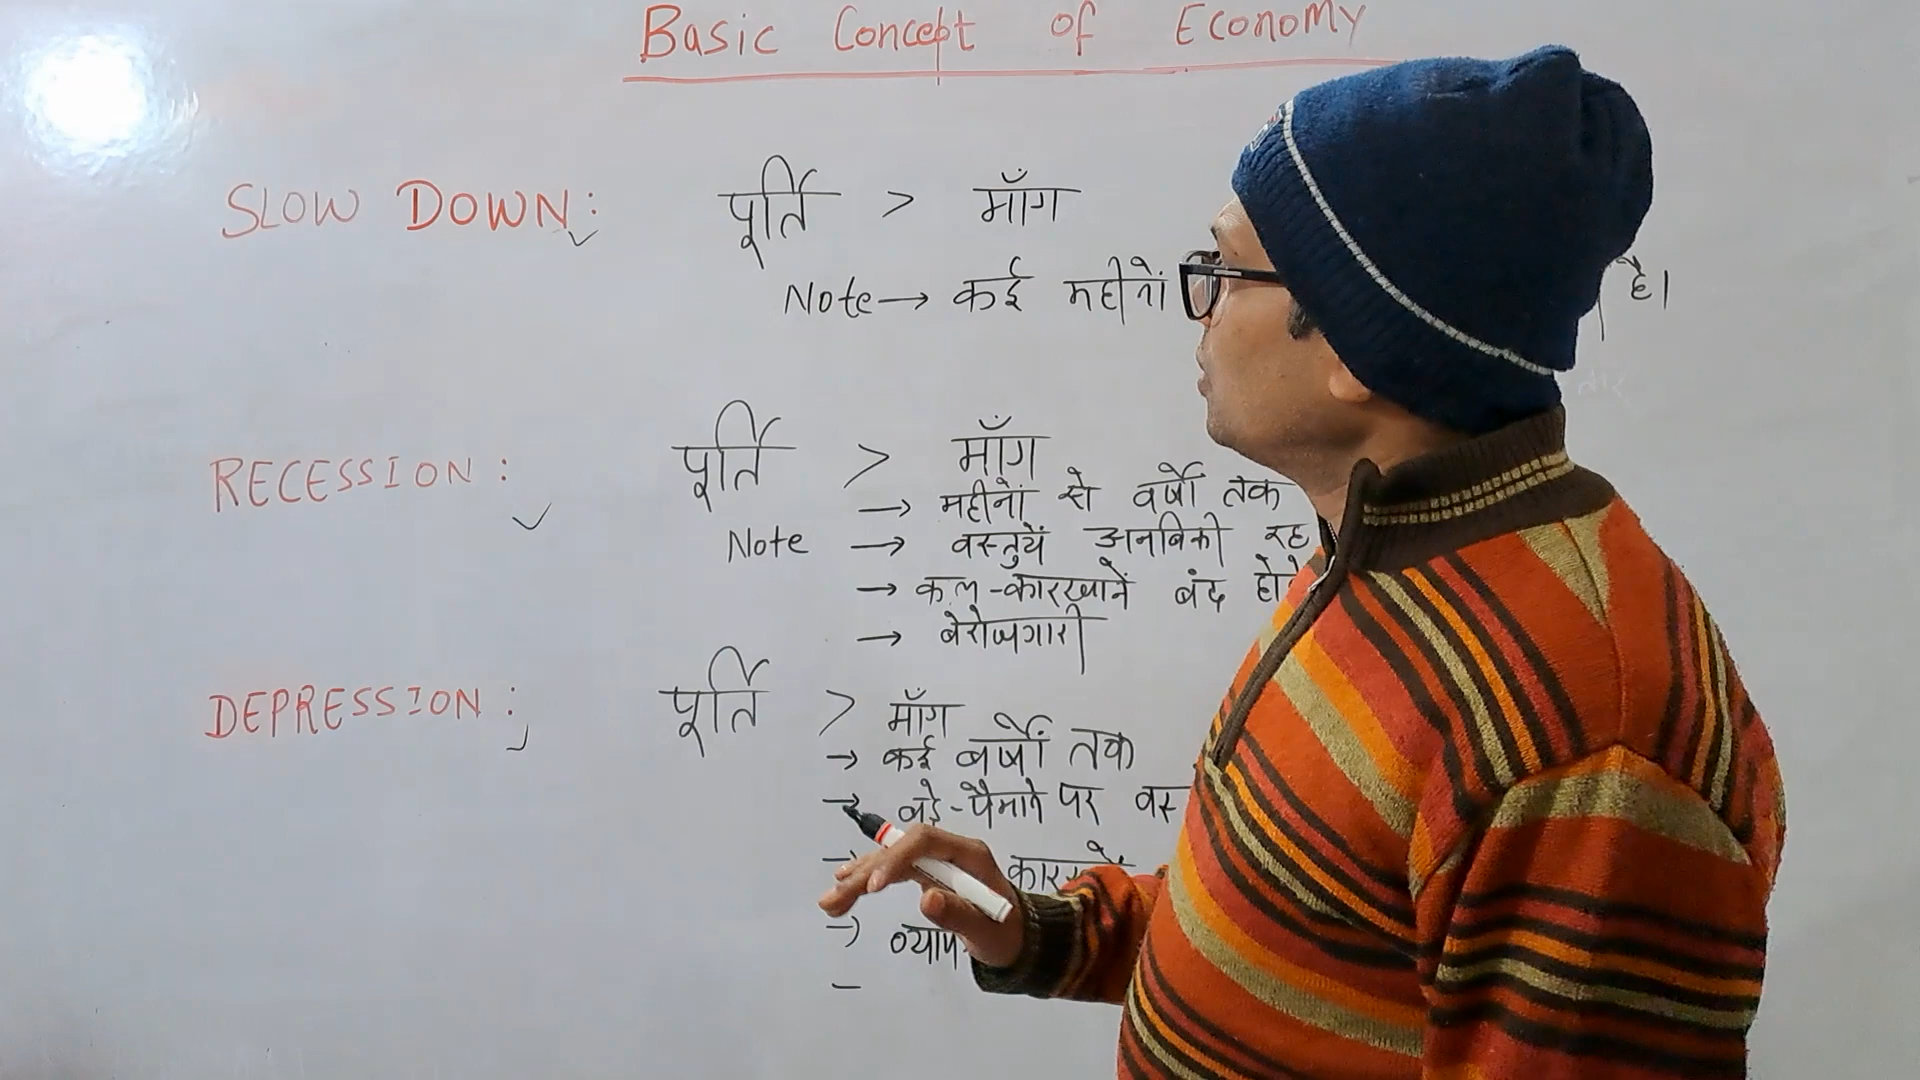 Basic Concept of Economy
SLOW DOWN: पूर्ति > माँग
Note → कई महीनों है।
RECESSION: पूर्ति > माँग
→ महीनों से वर्षों तक
Note → वस्तुयें अनबिकी रह
→ कल-कारखानें बंद होने
→ बेरोजगारी
DEPRESSION: पूर्ति > माँग
→ कई वर्षों तक
→ बड़े-पैमाने पर
→
→